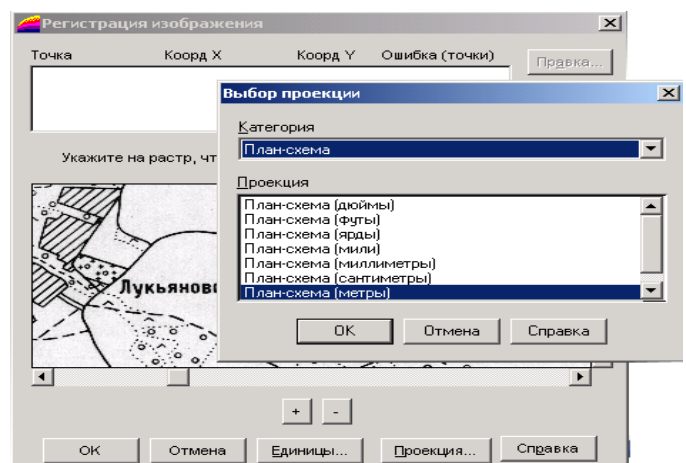 Регистрация изображения
Точка Коорд X Коорд Y Ошибка (точки)
Правка...
Выбор проекции
Категория
План-схема
Укажите на растр, чт
Проекция
План-схема (дюймы)
План-схема (футы)
План-схема (ярды)
План-схема (мили)
План-схема (миллиметры)
План-схема (сантиметры)
План-схема (метры)
Лукьянов
OK Отмена Справка
+ -
OK Отмена Единицы... Проекция... Справка